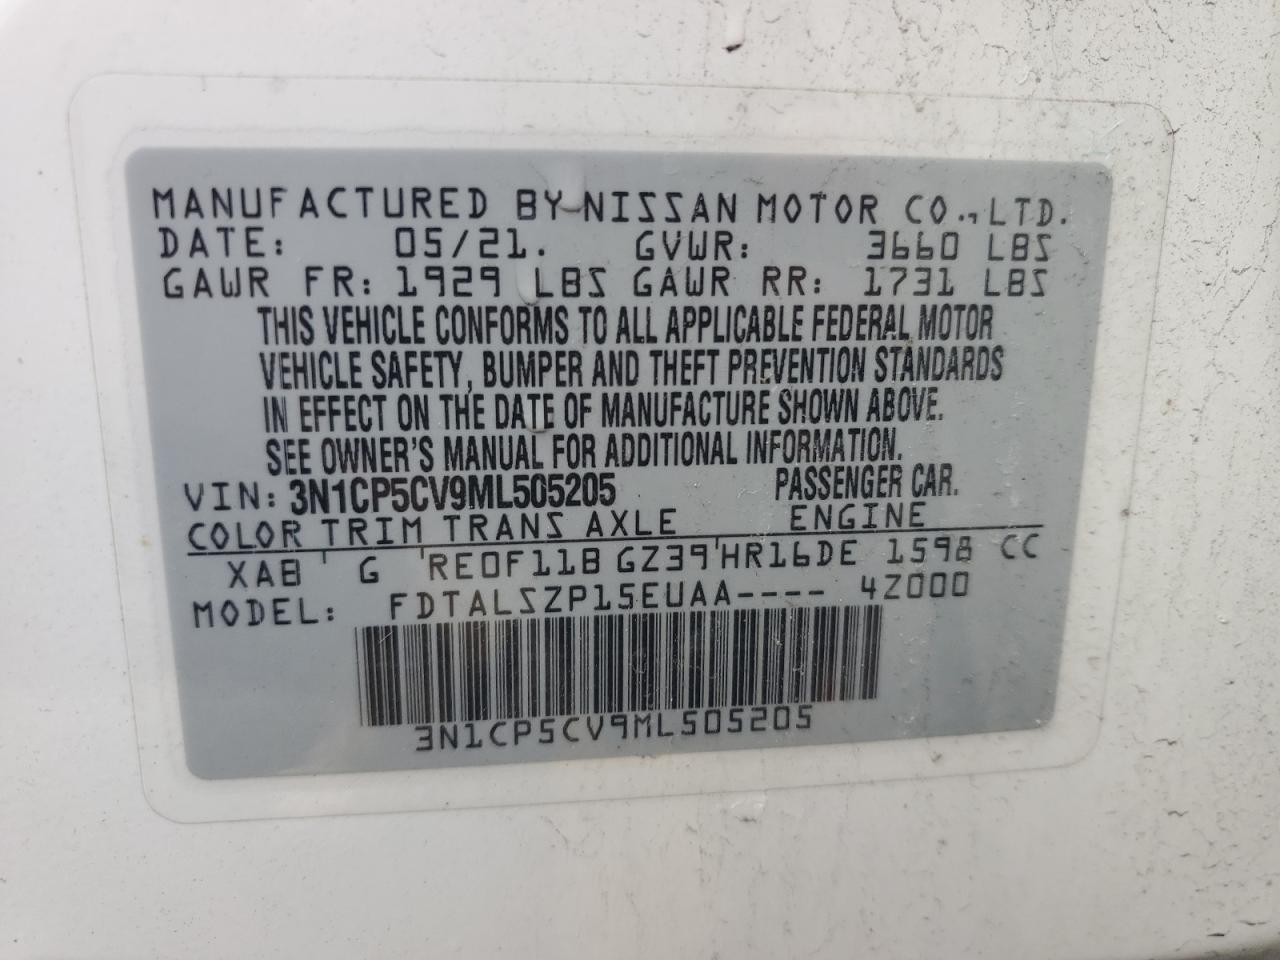 MANUFACTURED BY NISSAN MOTOR CO., LTD.
DATE: 05/21. GVWR: 3660 LBS
GAWR FR: 1929 LBS GAWR RR: 1731 LBS
THIS VEHICLE CONFORMS TO ALL APPLICABLE FEDERAL MOTOR
VEHICLE SAFETY, BUMPER AND THEFT PREVENTION STANDARDS
IN EFFECT ON THE DATE OF MANUFACTURE SHOWN ABOVE.
SEE OWNER'S MANUAL FOR ADDITIONAL INFORMATION.
VIN: 3N1CP5CV9ML505205 PASSENGER CAR.
COLOR TRIM TRANS AXLE ENGINE
XAB G RE0F11B GZ39 HR16DE 1598 CC
MODEL: FDTALSZP15EUAA---- 4Z000
3N1CP5CV9ML505205